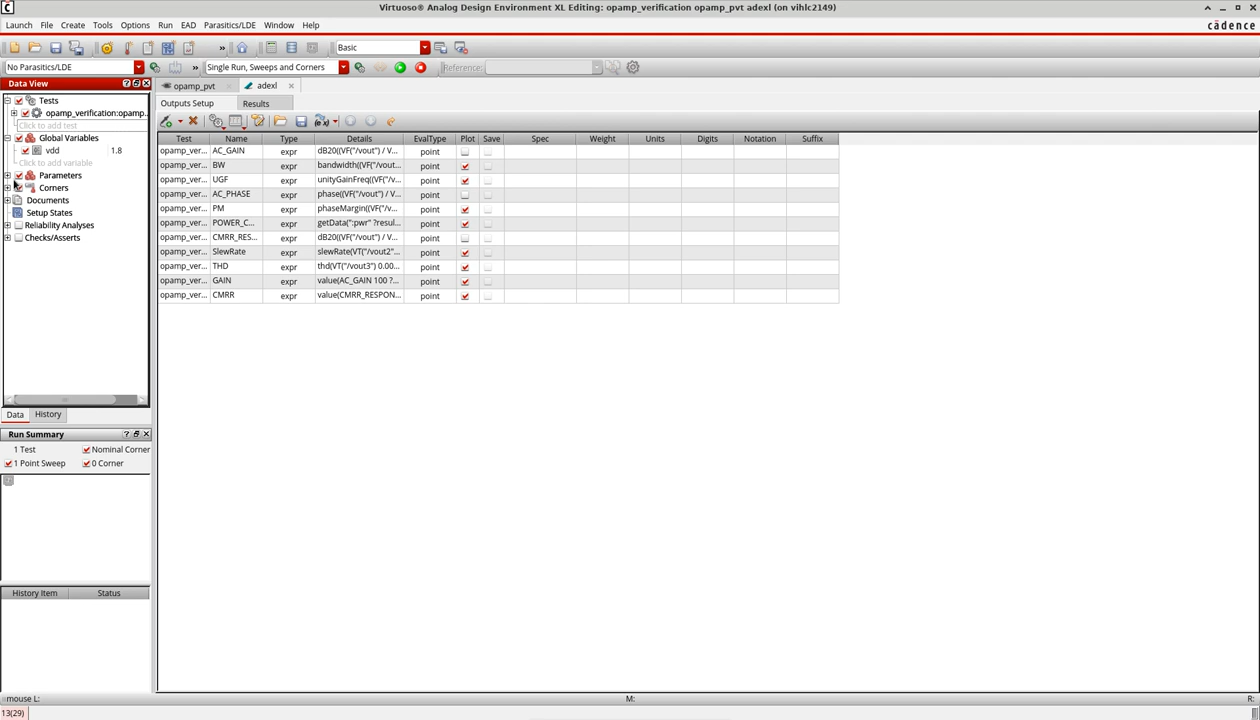 Virtuoso® Analog Design Environment XL Editing: opamp_verification opamp_pvt adexl (on vihlc2149)
Launch File Create Tools Options Run EAD Parasitics/LDE Window Help
cādence
» Basic
No Parasitics/LDE » Single Run, Sweeps and Corners Reference:
Data View
opamp_pvt adexl
Outputs Setup Results
Tests
opamp_verification:opamp...
Click to add test
Global Variables
vdd 1.8
Click to add variable
Parameters
Corners
Documents
Setup States
Reliability Analyses
Checks/Asserts
Data History
Run Summary
1 Test Nominal Corner
1 Point Sweep 0 Corner
History Item Status
Test Name Type Details EvalType Plot Save Spec Weight Units Digits Notation Suffix
opamp_ver... AC_GAIN expr dB20((VF("/vout") / V... point
opamp_ver... BW expr bandwidth((VF("/vout... point
opamp_ver... UGF expr unityGainFreq((VF("/v... point
opamp_ver... AC_PHASE expr phase((VF("/vout") / V... point
opamp_ver... PM expr phaseMargin((VF("/v... point
opamp_ver... POWER_C... expr getData(":pwr" ?resul... point
opamp_ver... CMRR_RES... expr dB20((VF("/vout") / V... point
opamp_ver... SlewRate expr slewRate(VT("/vout2"... point
opamp_ver... THD expr thd(VT("/vout3") 0.00... point
opamp_ver... GAIN expr value(AC_GAIN 100 ?... point
opamp_ver... CMRR expr value(CMRR_RESPON... point
mouse L: M: R:
13(29)